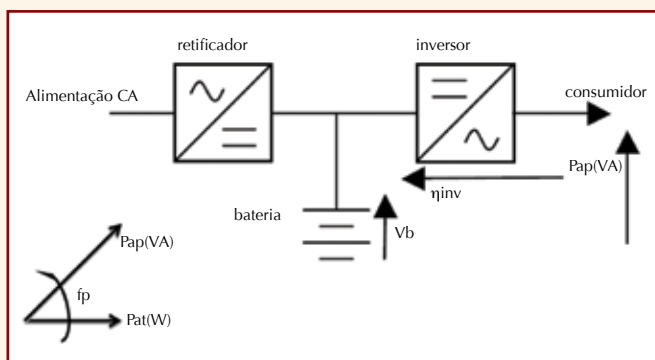 retificador
inversor
Alimentação CA
consumidor
Pap(VA)
ηinv
bateria
Vb
Pap(VA)
fp
Pat(W)